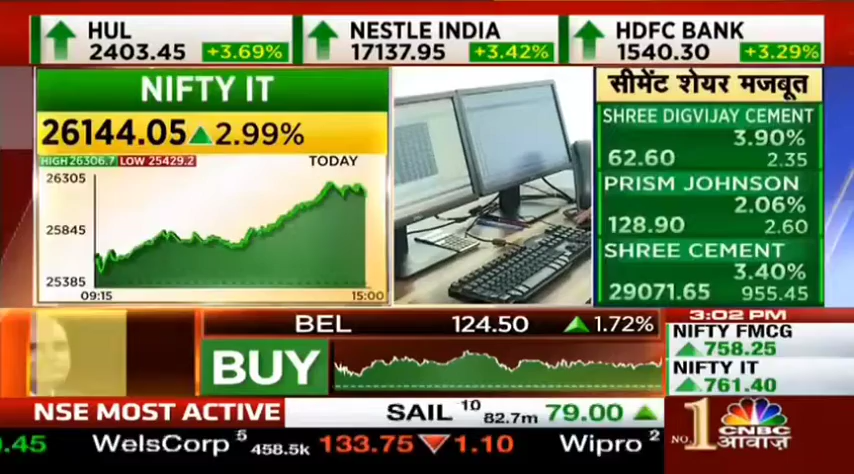 HUL
2403.45 +3.69%
NESTLE INDIA
17137.95 +3.42%
HDFC BANK
1540.30 +3.29%
NIFTY IT
26144.05 ▲ 2.99%
HIGH 26306.7 LOW 25429.2 TODAY
26305
25845
25385
09:15 15:00
सीमेंट शेयर मजबूत
SHREE DIGVIJAY CEMENT
3.90%
62.60 2.35
PRISM JOHNSON
2.06%
128.90 2.60
SHREE CEMENT
3.40%
29071.65 955.45
BEL 124.50 ▲ 1.72%
BUY
3:02 PM
NIFTY FMCG
▲ 758.25
NIFTY IT
▲ 761.40
NSE MOST ACTIVE SAIL 10 82.7m 79.00 ▲
0.45 WelsCorp 5 458.5k 133.75 ▼ 1.10 Wipro 2
NO. 1 CNBC
आवाज़